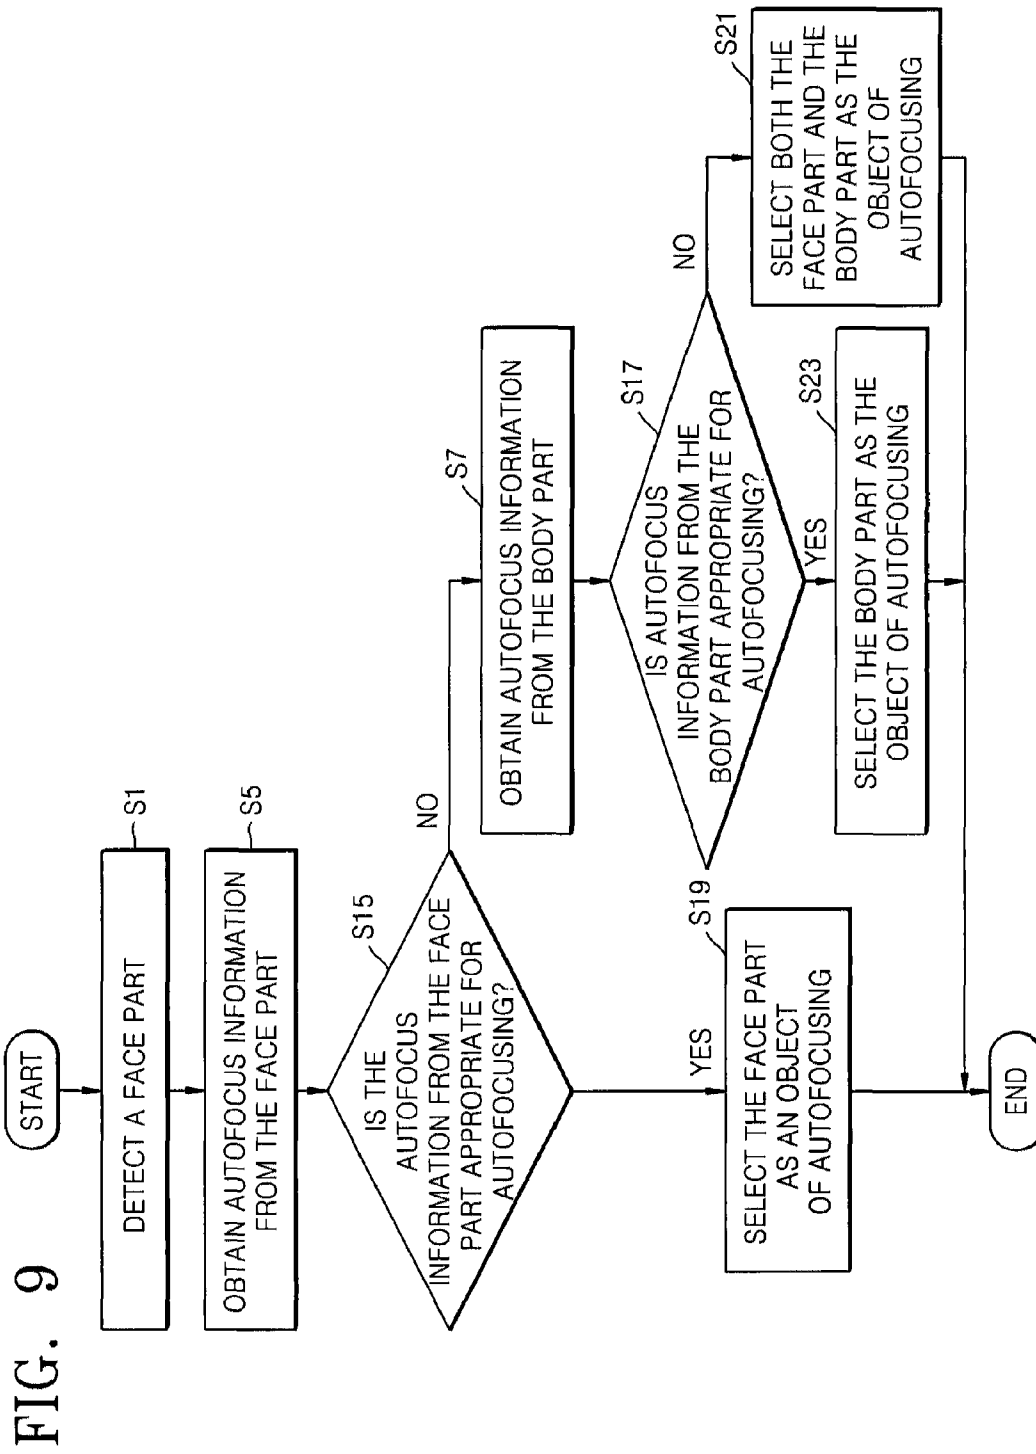 FIG. 9
START
DETECT A FACE PART
S1
OBTAIN AUTOFOCUS INFORMATION
FROM THE FACE PART
S5
IS THE
AUTOFOCUS
INFORMATION FROM THE FACE
PART APPROPRIATE FOR
AUTOFOCUSING?
S15
NO
OBTAIN AUTOFOCUS INFORMATION
FROM THE BODY PART
S7
IS AUTOFOCUS
INFORMATION FROM THE
BODY PART APPROPRIATE FOR
AUTOFOCUSING?
S17
NO
SELECT BOTH THE
FACE PART AND THE
BODY PART AS THE
OBJECT OF
AUTOFOCUSING
S21
YES
SELECT THE BODY PART AS THE
OBJECT OF AUTOFOCUSING
S23
YES
SELECT THE FACE PART
AS AN OBJECT
OF AUTOFOCUSING
S19
END